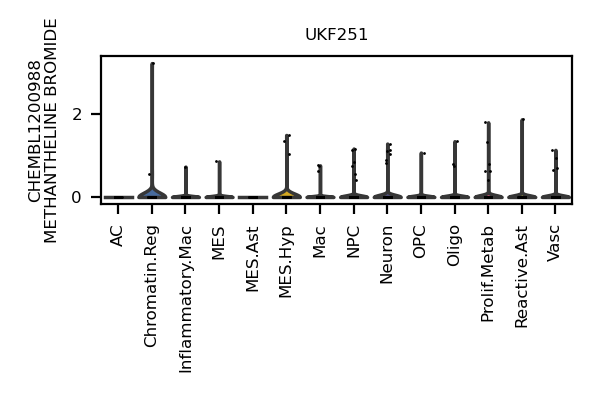 UKF251
CHEMBL1200988
METHANTHELINE BROMIDE
2
0
AC
Chromatin.Reg
Inflammatory.Mac
MES
MES.Ast
MES.Hyp
Mac
NPC
Neuron
OPC
Oligo
Prolif.Metab
Reactive.Ast
Vasc